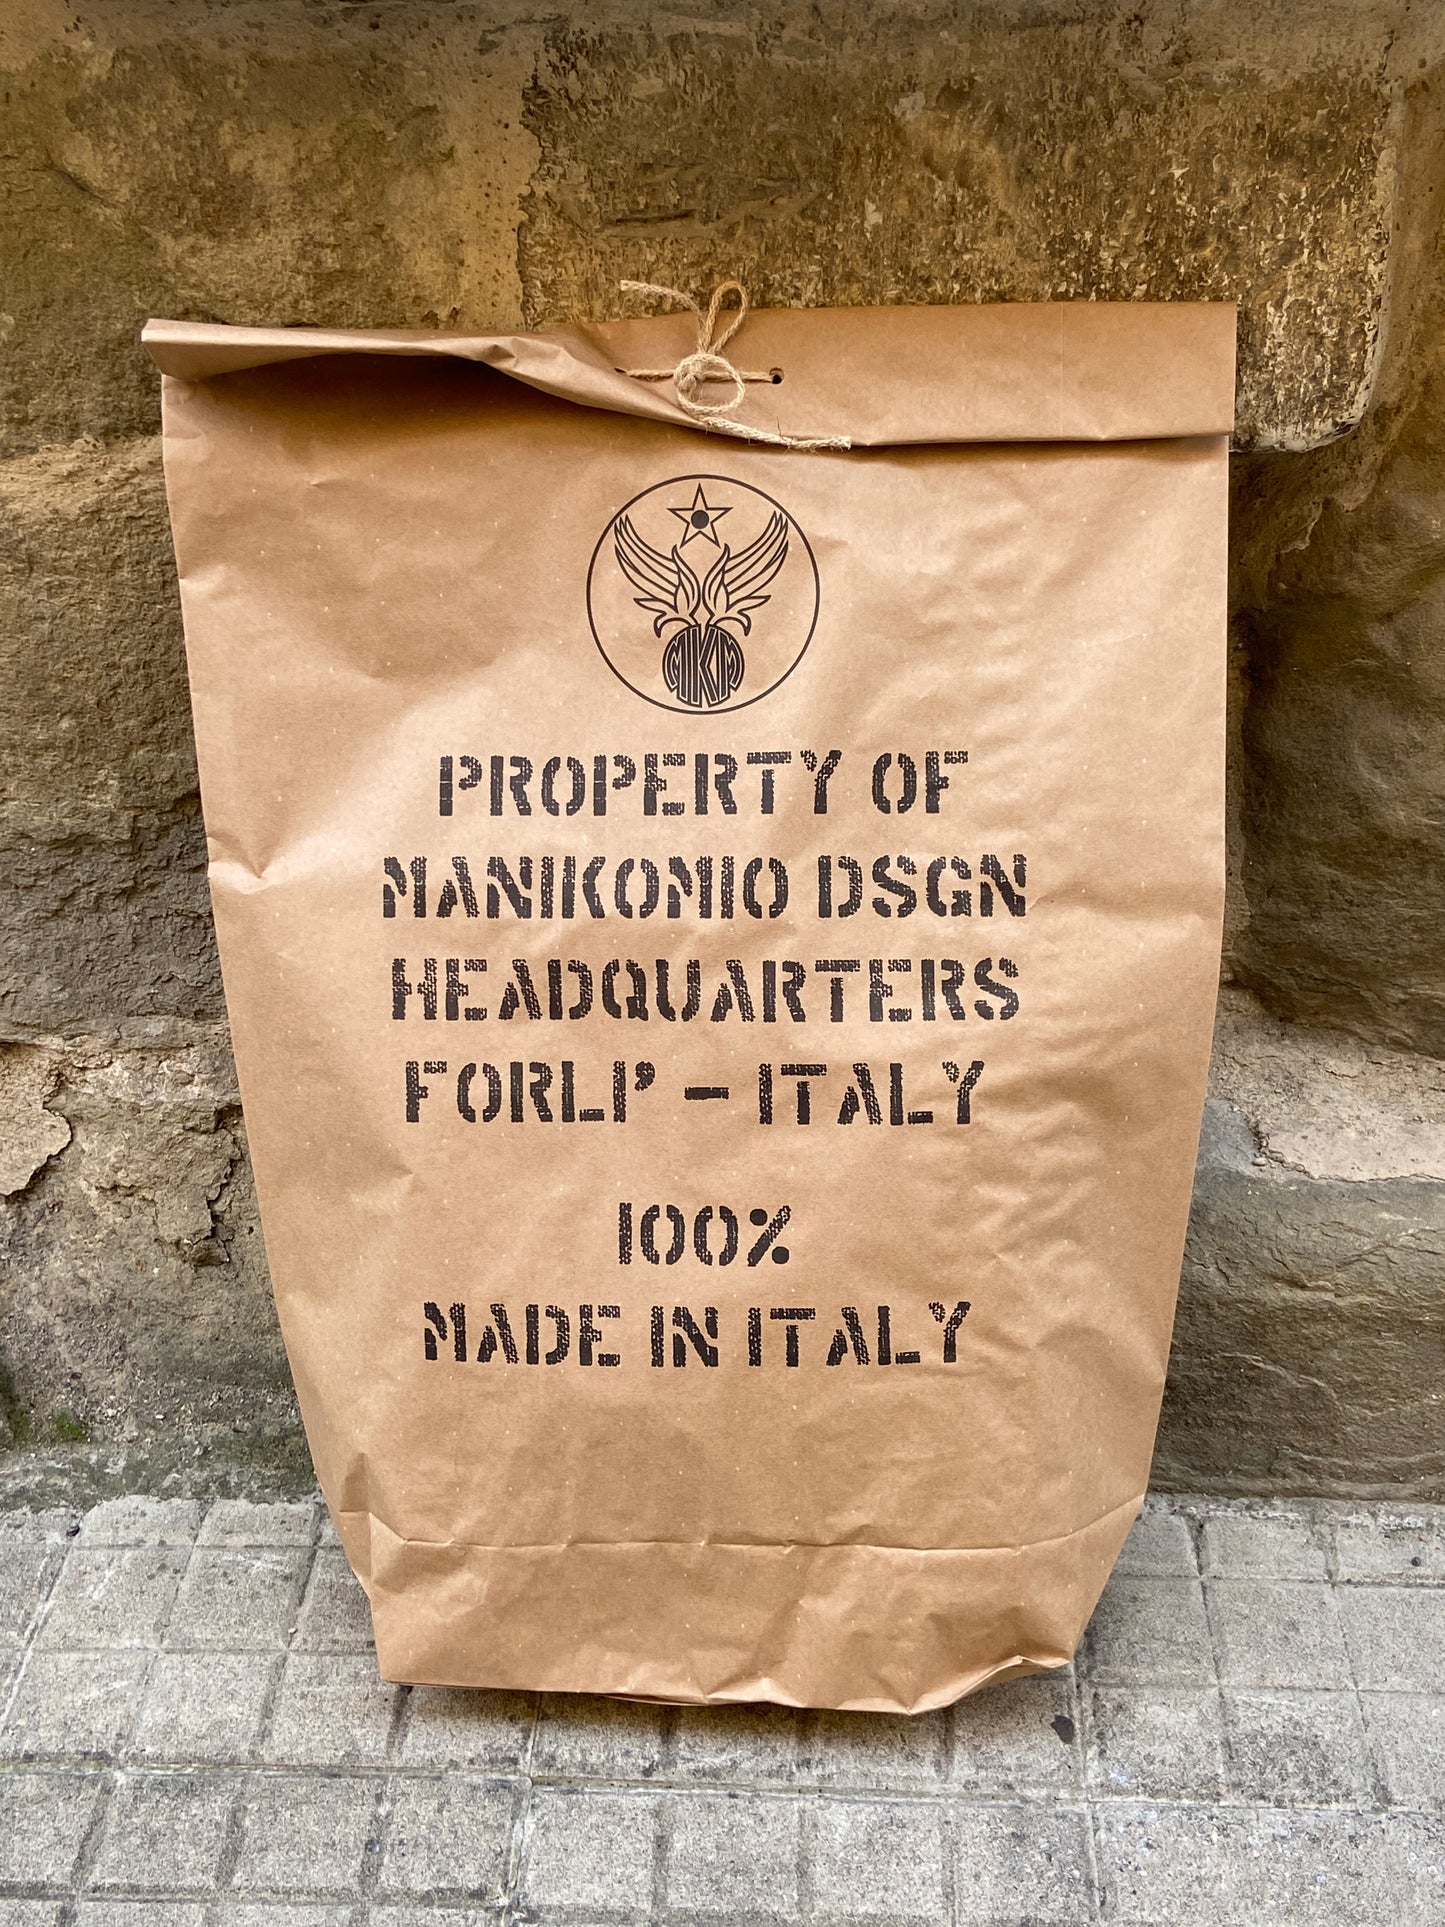 MKM
PROPERTY OF
MANIKOMIO DSGN
HEADQUARTERS
FORLI' - ITALY
100%
MADE IN ITALY